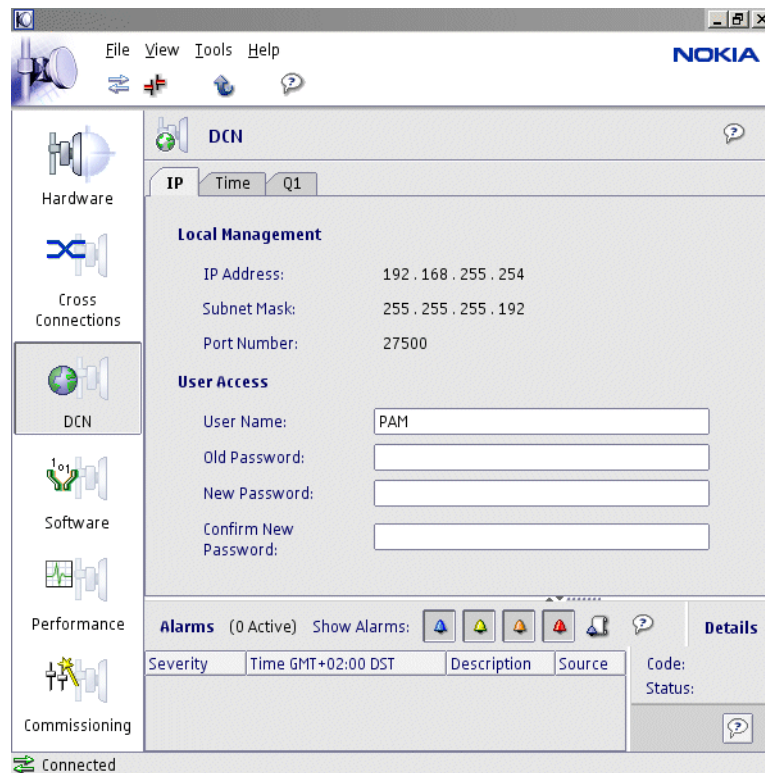 File View Tools Help
NOKIA
DCN
IP Time Q1
Hardware
Cross
Connections
DCN
Software
Performance
Commissioning
Local Management
IP Address: 192.168.255.254
Subnet Mask: 255.255.255.192
Port Number: 27500
User Access
User Name: PAM
Old Password:
New Password:
Confirm New
Password:
Alarms (0 Active) Show Alarms:
Details
Severity Time GMT+02:00 DST Description Source
Code:
Status:
Connected